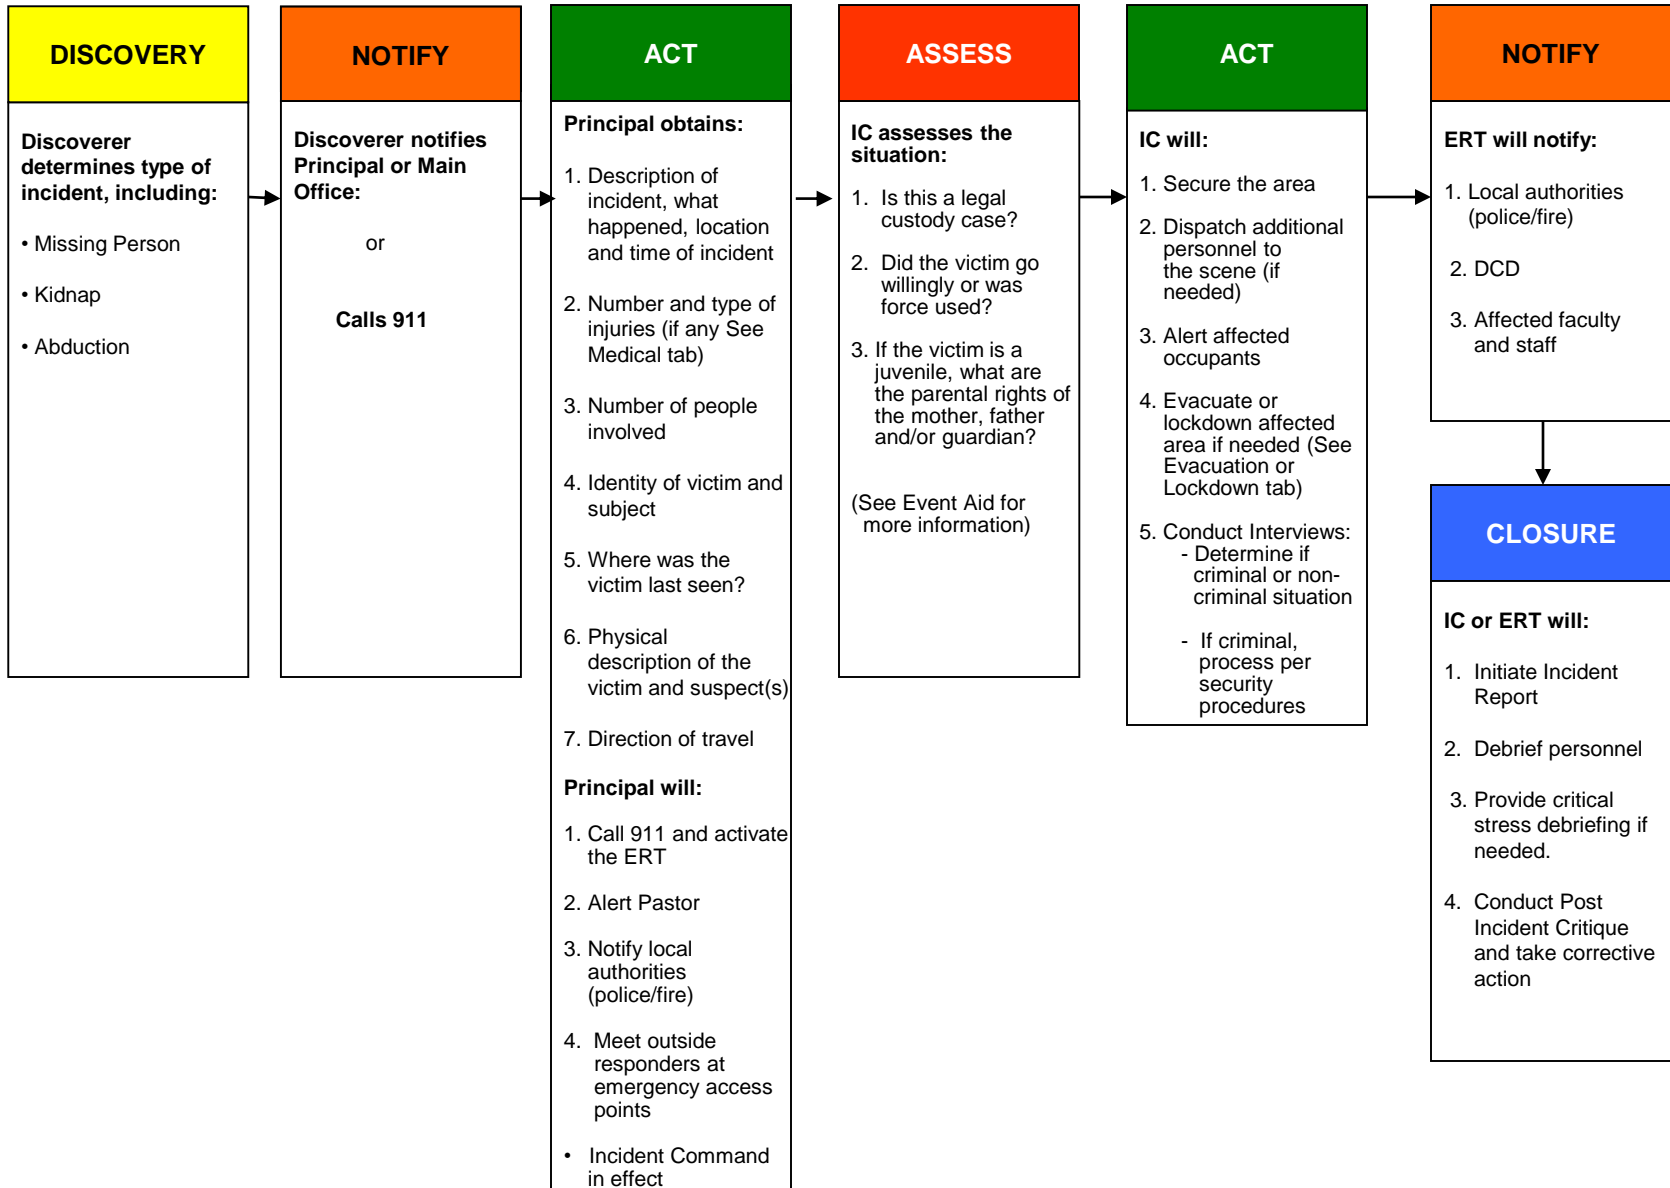 DISCOVERY
Discoverer
determines type of
incident, including:
• Missing Person
• Kidnap
• Abduction
NOTIFY
Discoverer notifies
Principal or Main
Office:
or
Calls 911
ACT
Principal obtains:
1. Description of
incident, what
happened, location
and time of incident
2. Number and type of
injuries (if any See
Medical tab)
3. Number of people
involved
4. Identity of victim and
subject
5. Where was the
victim last seen?
6. Physical
description of the
victim and suspect(s)
7. Direction of travel
Principal will:
1. Call 911 and activate
the ERT
2. Alert Pastor
3. Notify local
authorities
(police/fire)
4. Meet outside
responders at
emergency access
points
• Incident Command
in effect
ASSESS
IC assesses the
situation:
1. Is this a legal
custody case?
2. Did the victim go
willingly or was
force used?
3. If the victim is a
juvenile, what are
the parental rights of
the mother, father
and/or guardian?
(See Event Aid for
more information)
ACT
IC will:
1. Secure the area
2. Dispatch additional
personnel to
the scene (if
needed)
3. Alert affected
occupants
4. Evacuate or
lockdown affected
area if needed (See
Evacuation or
Lockdown tab)
5. Conduct Interviews:
- Determine if
criminal or non-
criminal situation
- If criminal,
process per
security
procedures
NOTIFY
ERT will notify:
1. Local authorities
(police/fire)
2. DCD
3. Affected faculty
and staff
CLOSURE
IC or ERT will:
1. Initiate Incident
Report
2. Debrief personnel
3. Provide critical
stress debriefing if
needed.
4. Conduct Post
Incident Critique
and take corrective
action